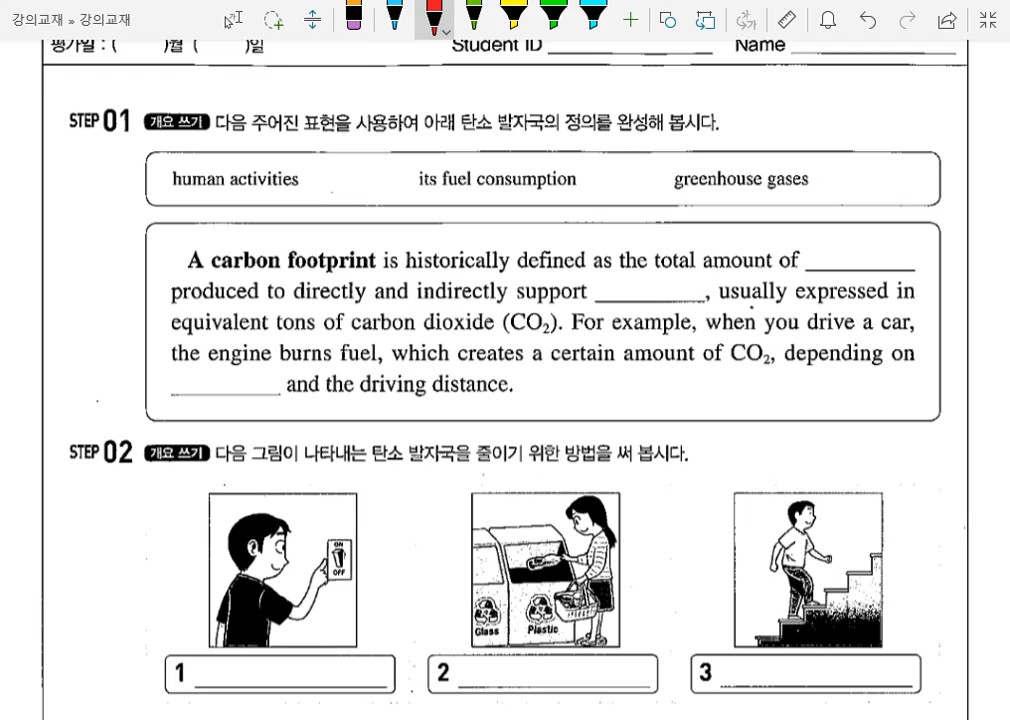 강의교재 » 강의교재
평가일 : ( )월 ( )일 Student ID Name
STEP 01 개요 쓰기 다음 주어진 표현을 사용하여 아래 탄소 발자국의 정의를 완성해 봅시다.
human activities its fuel consumption greenhouse gases
A carbon footprint is historically defined as the total amount of ________
produced to directly and indirectly support ________, usually expressed in
equivalent tons of carbon dioxide (CO₂). For example, when you drive a car,
the engine burns fuel, which creates a certain amount of CO₂, depending on
________ and the driving distance.
STEP 02 개요 쓰기 다음 그림이 나타내는 탄소 발자국을 줄이기 위한 방법을 써 봅시다.
ON
OFF
Glass Plastic
1 ________ 2 ________ 3 ________